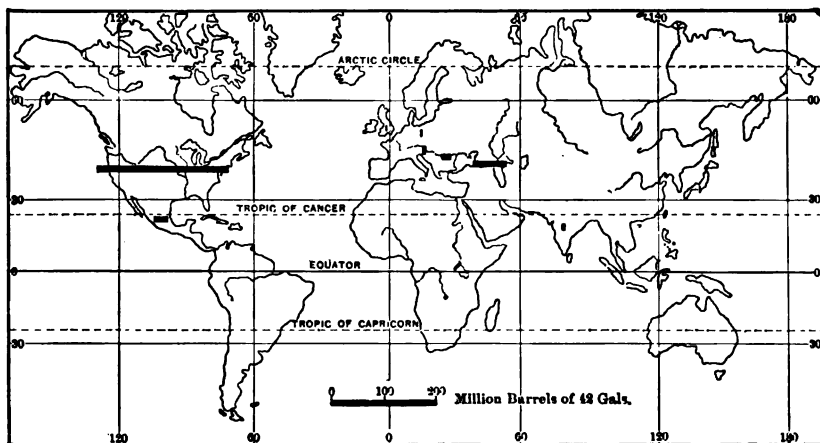 120 60 0 60 120 180
ARCTIC CIRCLE
60 60
30 30
TROPIC OF CANCER
EQUATOR
0 0
TROPIC OF CAPRICORN
30 30
0 100 200
Million Barrels of 42 Gals.
120 60 0 60 120 180